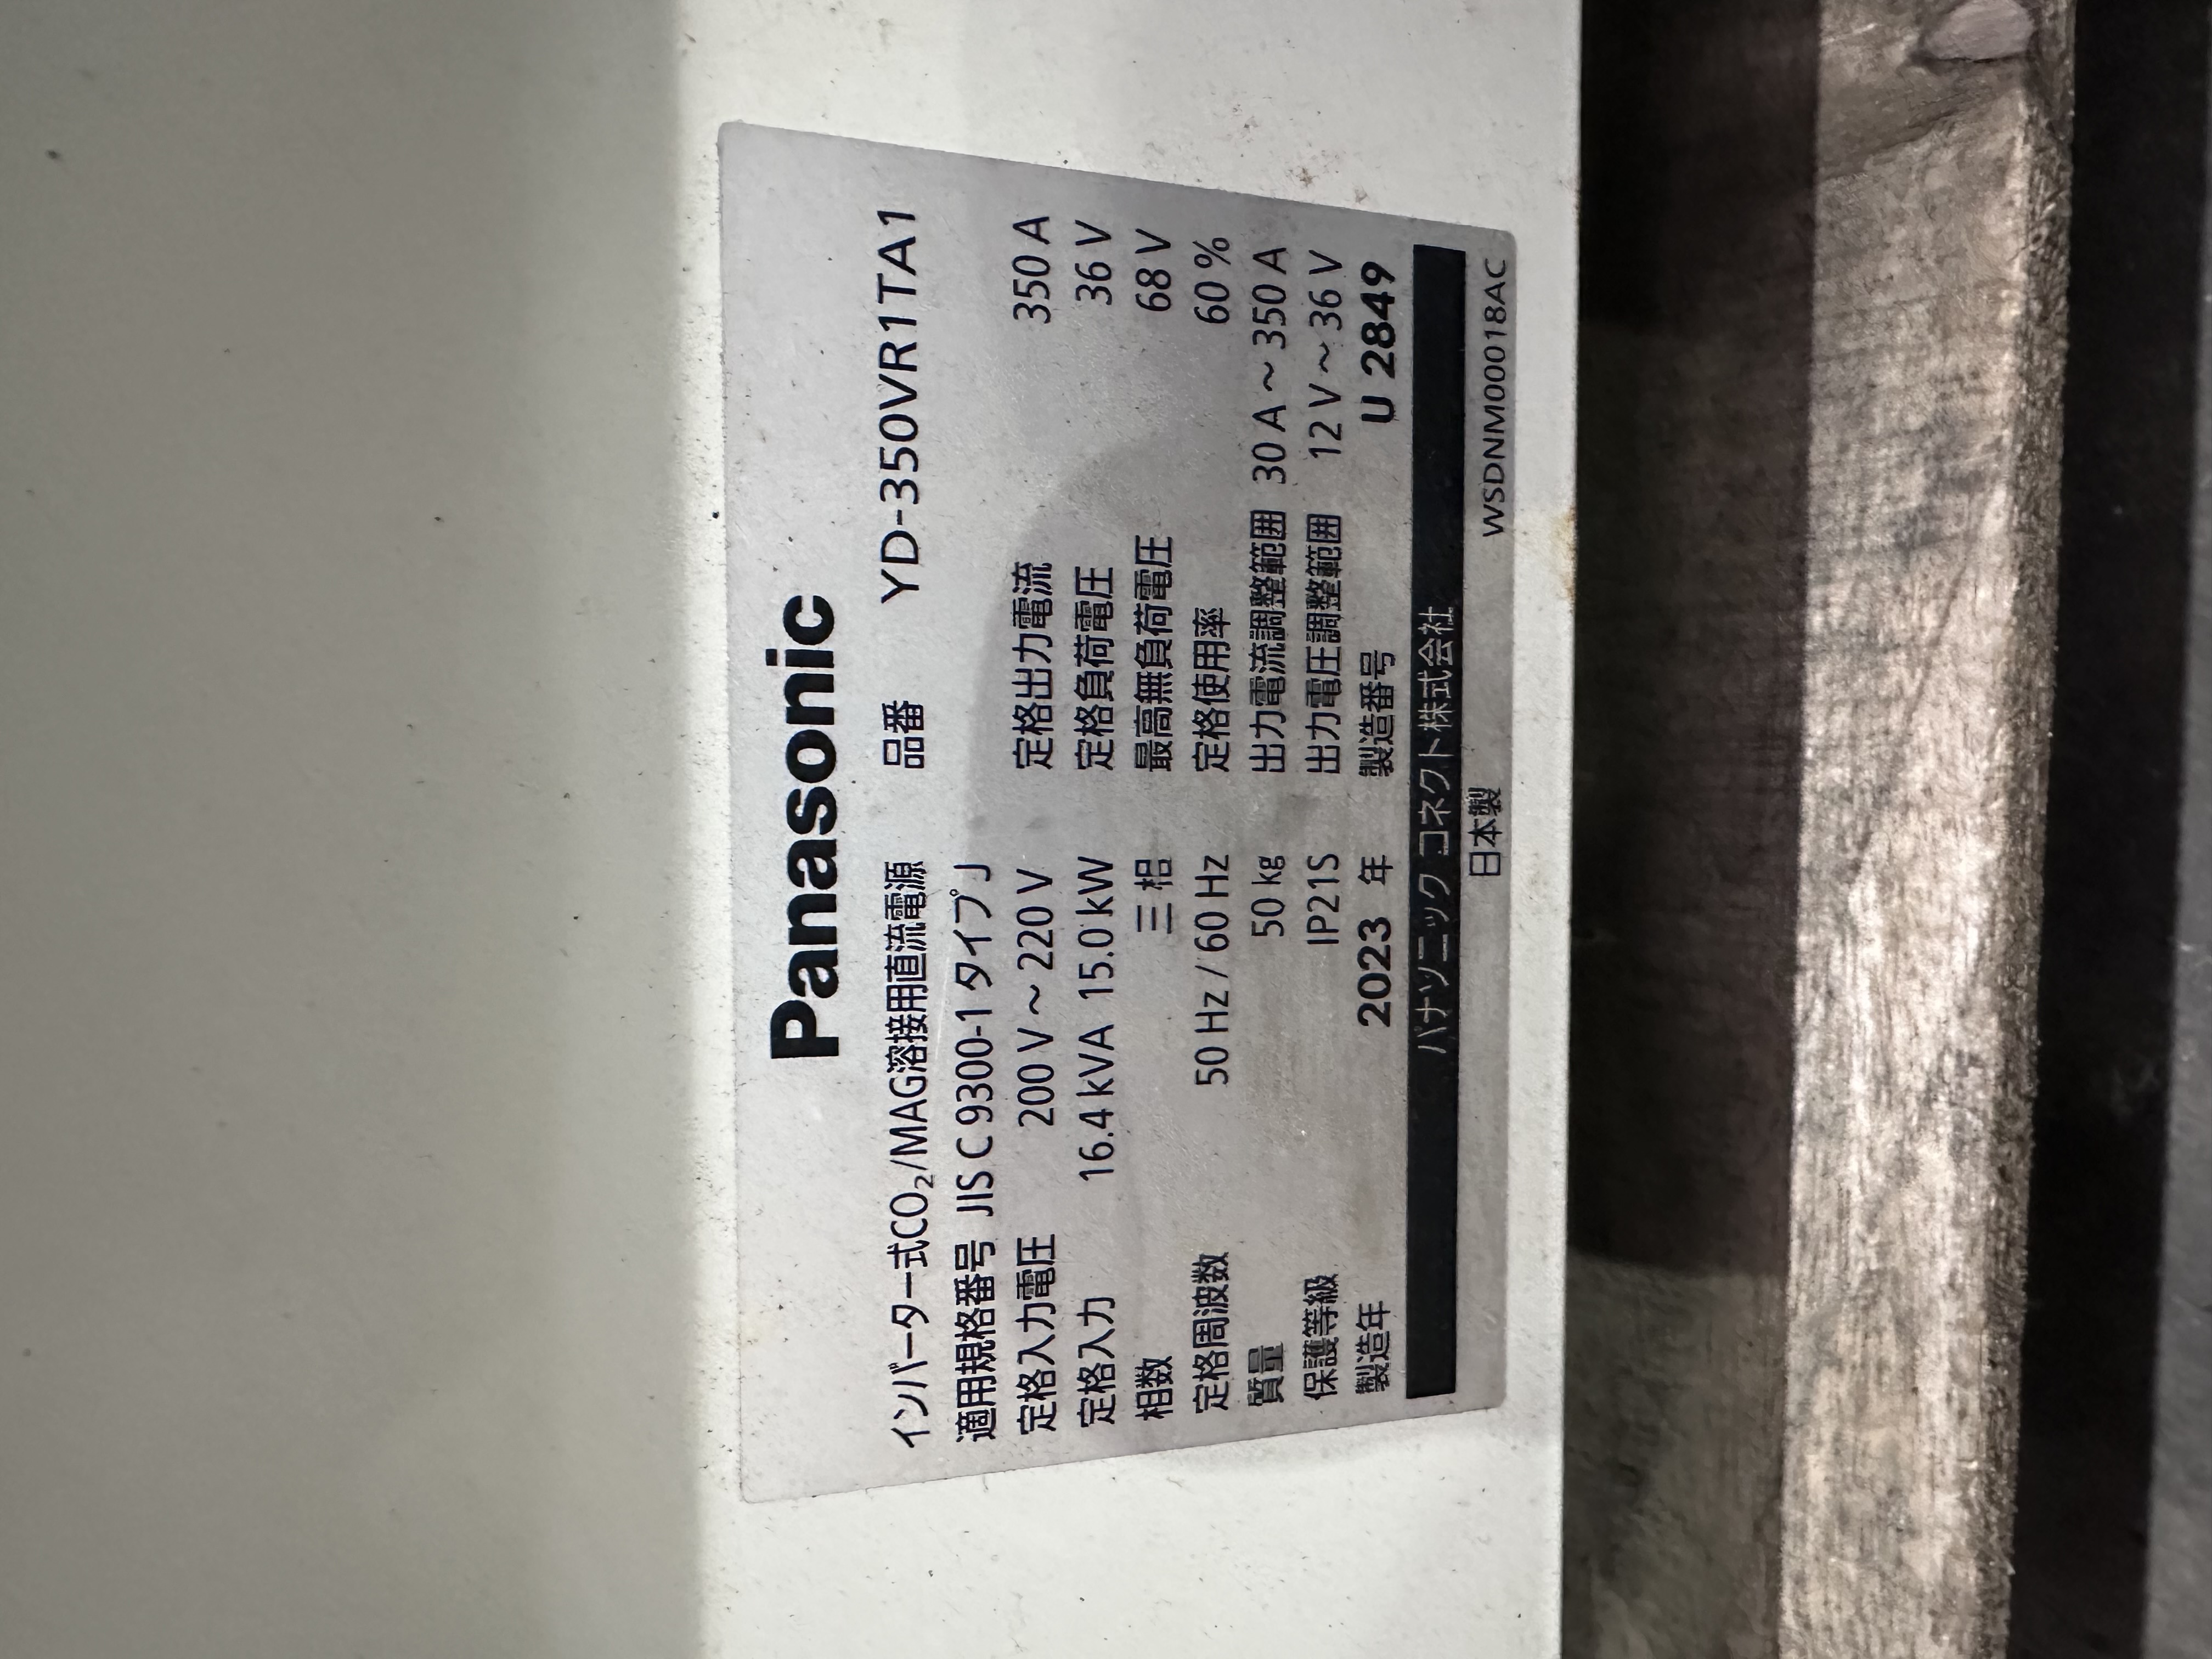 Panasonic
インバーター式CO₂/MAG溶接用直流電源 品番 YD-350VR1TA1
適用規格番号 JIS C 9300-1 タイプ J
定格入力電圧 200 V ～ 220 V 定格出力電流 350 A
定格入力 16.4 kVA 15.0 kW 定格負荷電圧 36 V
相数 三 相 最高無負荷電圧 68 V
定格周波数 50 Hz / 60 Hz 定格使用率 60 %
質量 50 kg 出力電流調整範囲 30 A ～ 350 A
保護等級 IP21S 出力電圧調整範囲 12 V ～ 36 V
製造年 2023 年 製造番号 U 2849
パナソニック コネクト株式会社
日本製 WSDNM00018AC